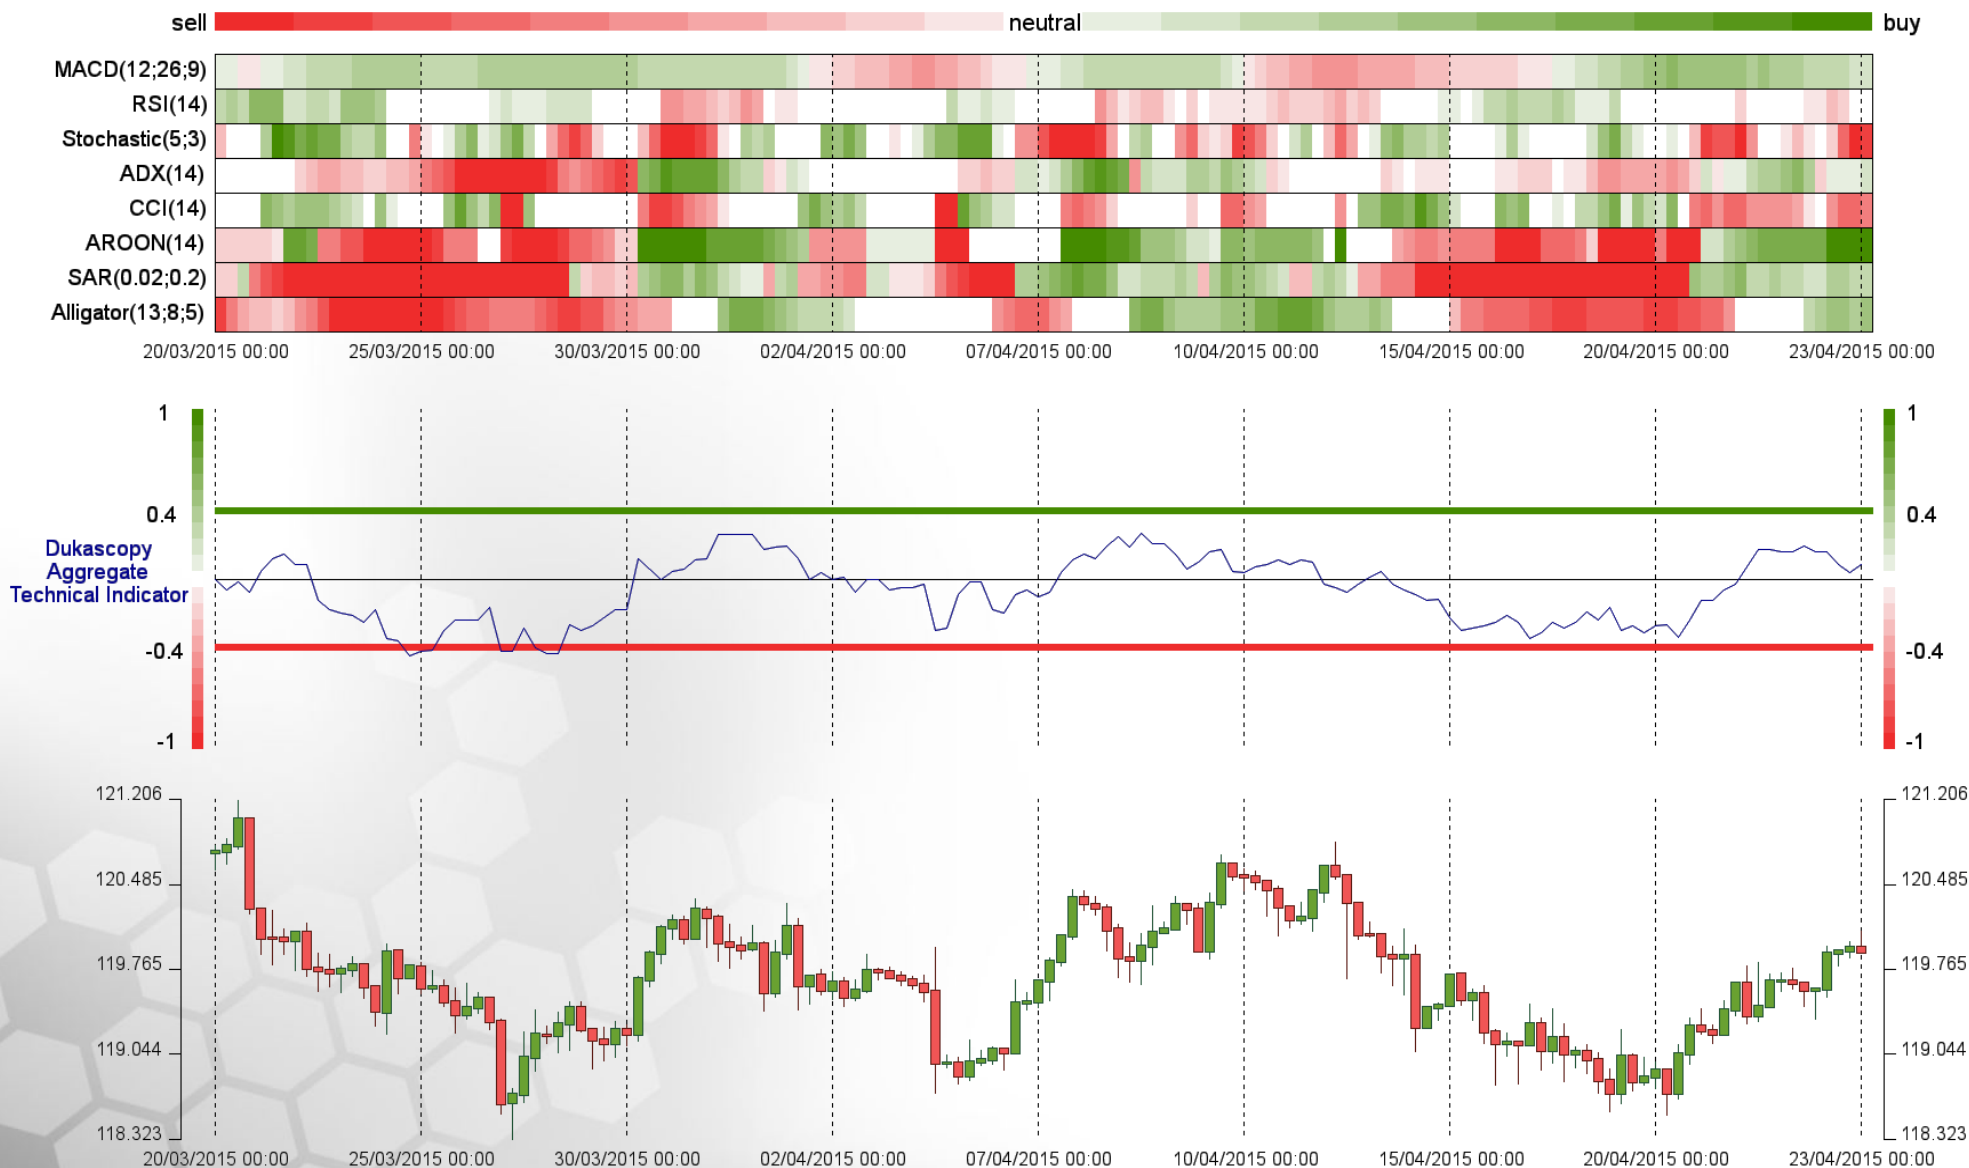 sell neutral buy
MACD(12;26;9)
RSI(14)
Stochastic(5;3)
ADX(14)
CCI(14)
AROON(14)
SAR(0.02;0.2)
Alligator(13;8;5)
20/03/2015 00:00 25/03/2015 00:00 30/03/2015 00:00 02/04/2015 00:00 07/04/2015 00:00 10/04/2015 00:00 15/04/2015 00:00 20/04/2015 00:00 23/04/2015 00:00
1 1
0.4 0.4
Dukascopy
Aggregate
Technical Indicator
-0.4 -0.4
-1 -1
121.206 121.206
120.485 120.485
119.765 119.765
119.044 119.044
118.323 118.323
20/03/2015 00:00 25/03/2015 00:00 30/03/2015 00:00 02/04/2015 00:00 07/04/2015 00:00 10/04/2015 00:00 15/04/2015 00:00 20/04/2015 00:00 23/04/2015 00:00